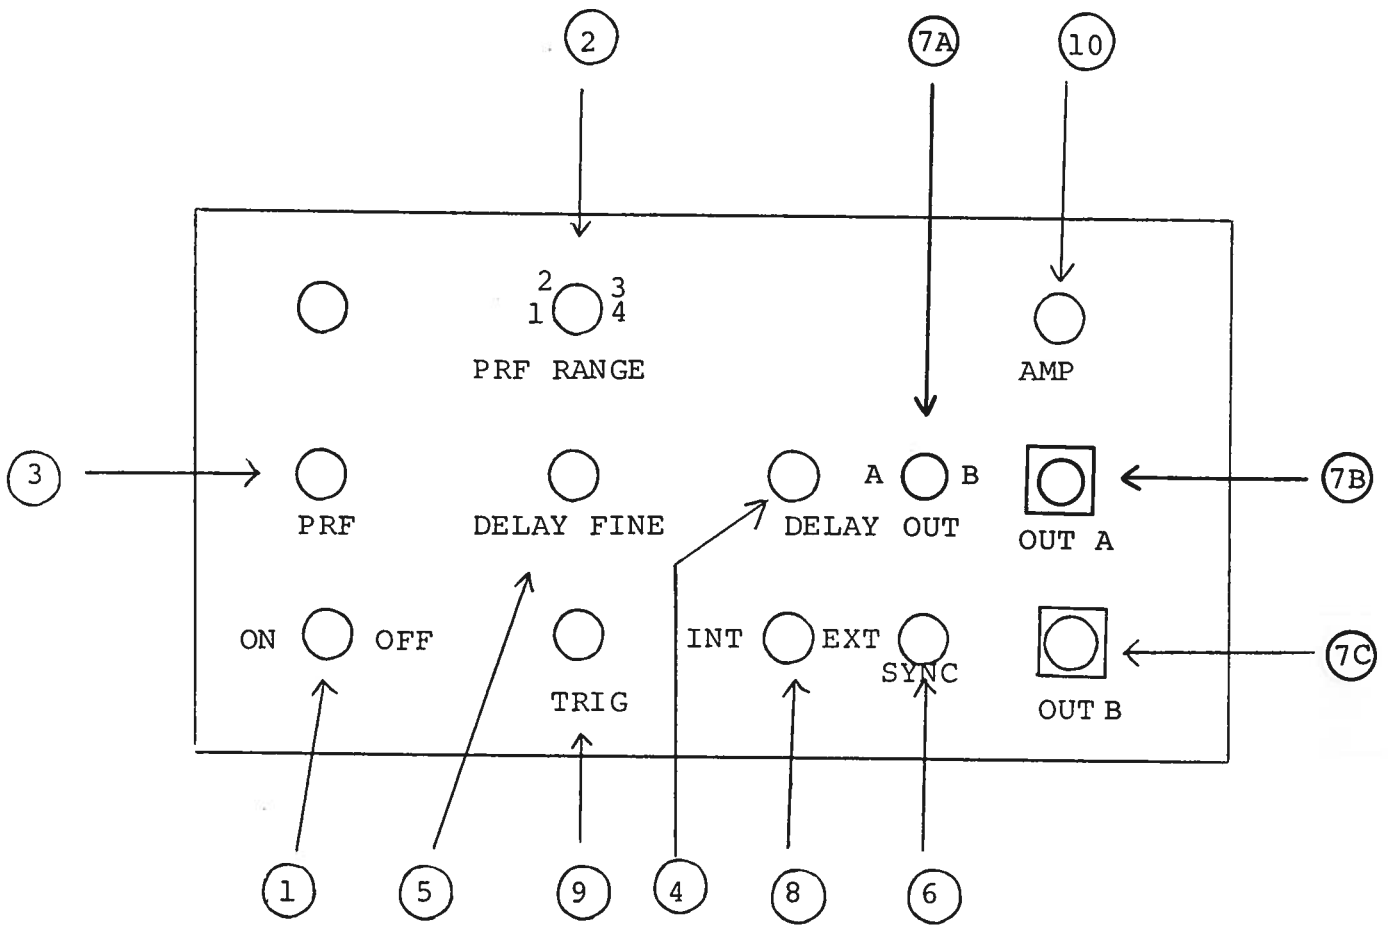 2 7A 10
2 3
1 4
PRF RANGE
AMP
3 A B 7B
PRF DELAY FINE DELAY OUT OUT A
ON OFF INT EXT 7C
SYNC
TRIG OUT B
1 5 9 4 8 6